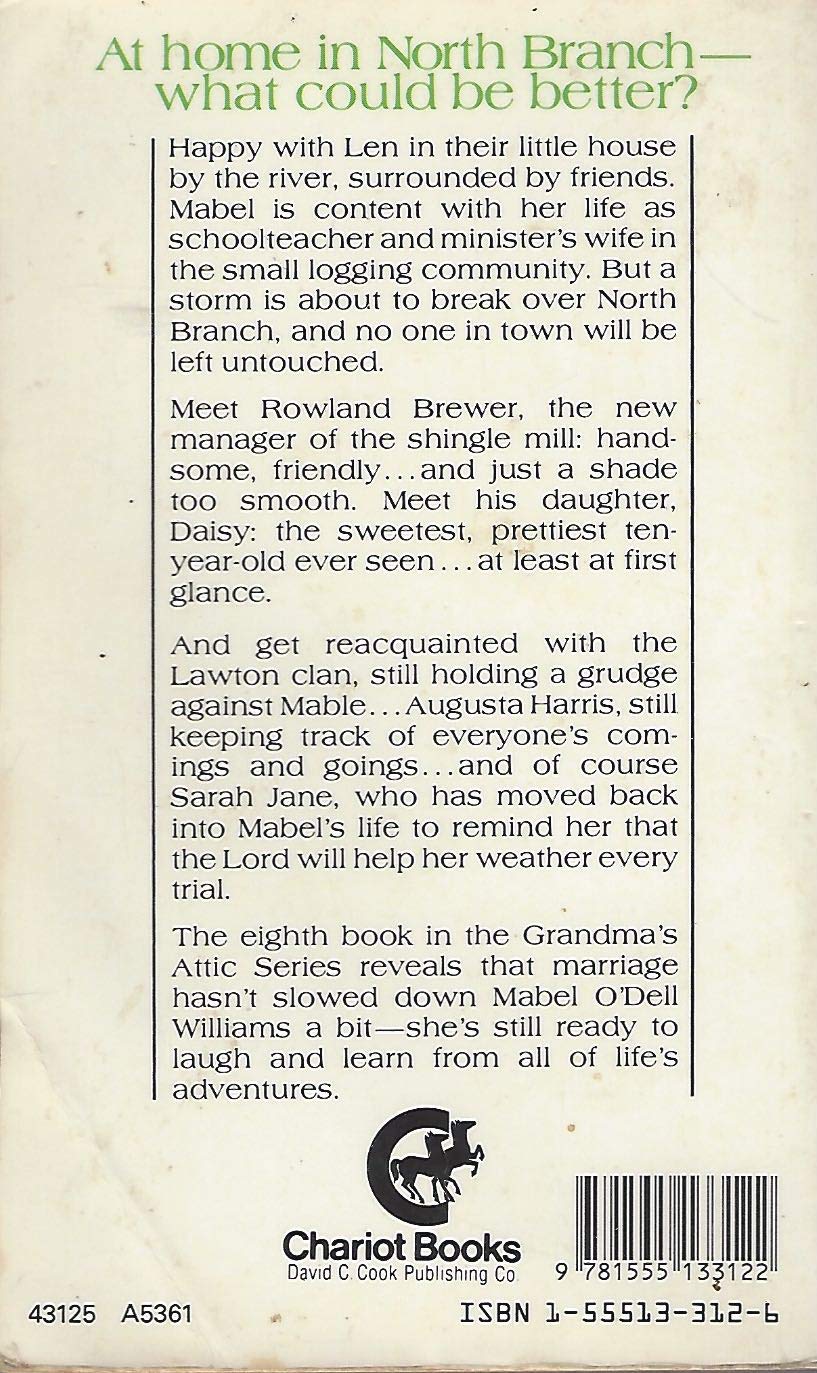 At home in North Branch—
what could be better?
Happy with Len in their little house
by the river, surrounded by friends.
Mabel is content with her life as
schoolteacher and minister's wife in
the small logging community. But a
storm is about to break over North
Branch, and no one in town will be
left untouched.
Meet Rowland Brewer, the new
manager of the shingle mill: hand-
some, friendly...and just a shade
too smooth. Meet his daughter,
Daisy: the sweetest, prettiest ten-
year-old ever seen...at least at first
glance.
And get reacquainted with the
Lawton clan, still holding a grudge
against Mable...Augusta Harris, still
keeping track of everyone's com-
ings and goings...and of course
Sarah Jane, who has moved back
into Mabel's life to remind her that
the Lord will help her weather every
trial.
The eighth book in the Grandma's
Attic Series reveals that marriage
hasn't slowed down Mabel O'Dell
Williams a bit—she's still ready to
laugh and learn from all of life's
adventures.
Chariot Books
David C. Cook Publishing Co.
9 781555 133122
43125 A5361
ISBN 1-55513-312-6